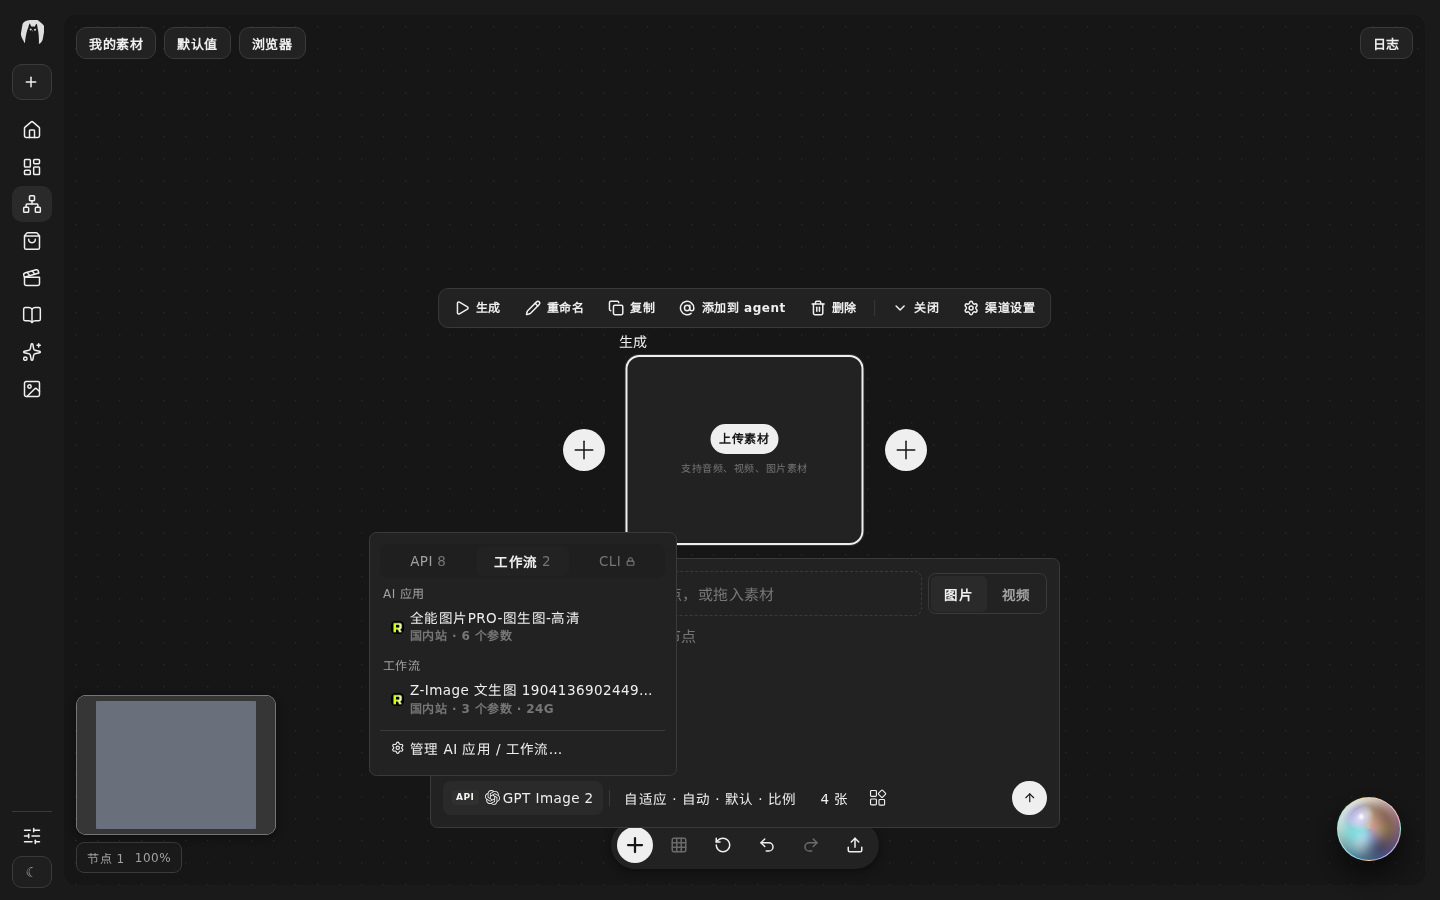 我的素材
默认值
浏览器
日志
生成
重命名
复制
添加到 agent
删除
关闭
渠道设置
生成
上传素材
支持音频、视频、图片素材
API 8
工作流 2
CLI
AI 应用
全能图片PRO-图生图-高清
国内站 · 6 个参数
工作流
Z-Image 文生图 1904136902449...
国内站 · 3 个参数 · 24G
管理 AI 应用 / 工作流...
，或拖入素材
图片
视频
点
API
GPT Image 2
自适应 · 自动 · 默认 · 比例
4 张
节点 1
100%